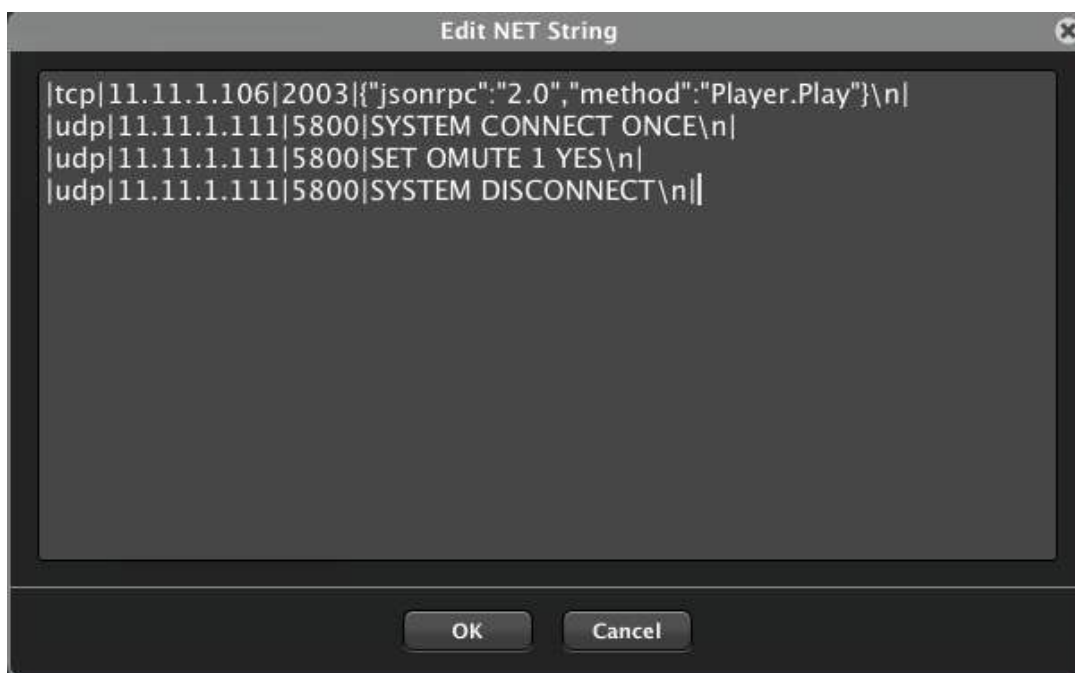 Edit NET String
|tcp|11.11.1.106|2003|{"jsonrpc":"2.0","method":"Player.Play"}\n|
|udp|11.11.1.111|5800|SYSTEM CONNECT ONCE\n|
|udp|11.11.1.111|5800|SET OMUTE 1 YES\n|
|udp|11.11.1.111|5800|SYSTEM DISCONNECT\n|
OK Cancel